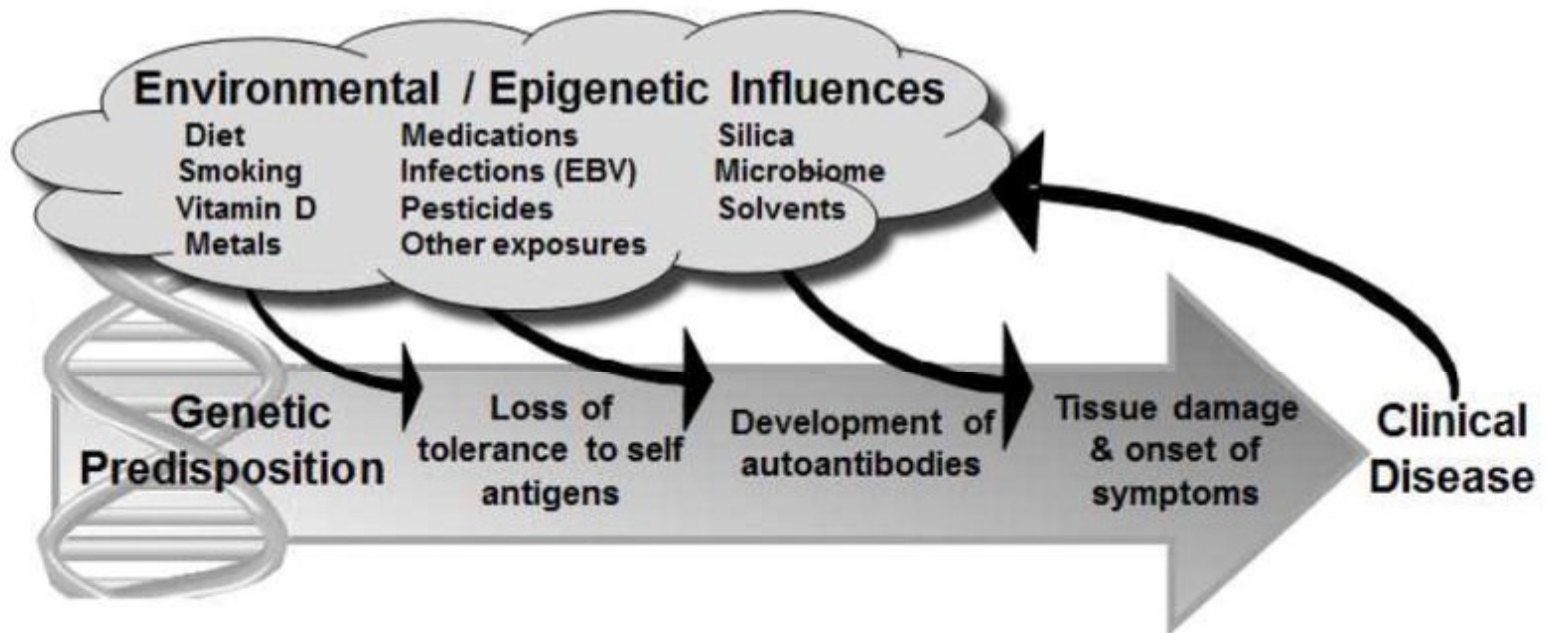 Environmental / Epigenetic Influences
Diet
Smoking
Vitamin D
Metals
Medications
Infections (EBV)
Pesticides
Other exposures
Silica
Microbiome
Solvents
Genetic
Predisposition
Loss of
tolerance to self
antigens
Development of
autoantibodies
Tissue damage
& onset of
symptoms
Clinical
Disease